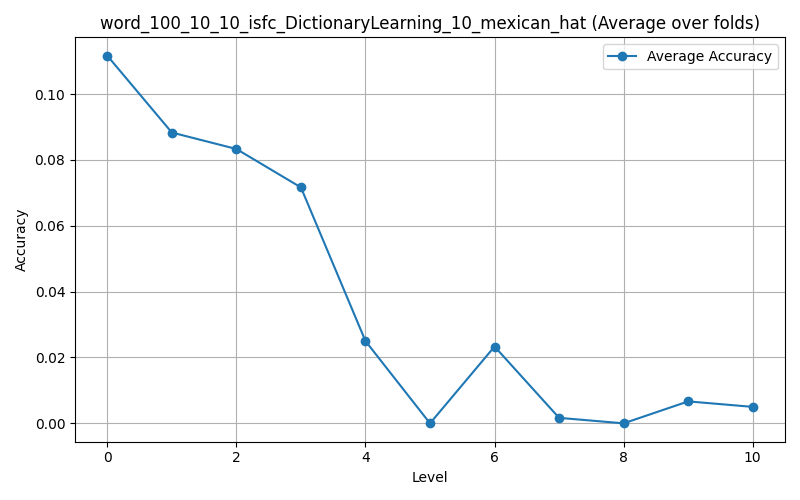 word_100_10_10_isfc_DictionaryLearning_10_mexican_hat (Average over folds)
Average Accuracy
Accuracy
0.10
0.08
0.06
0.04
0.02
0.00
0 2 4 6 8 10
Level